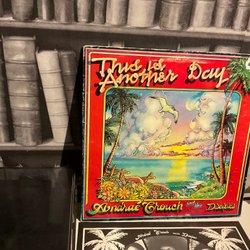 This is
Another Day
Andraé Crouch and the Disciples